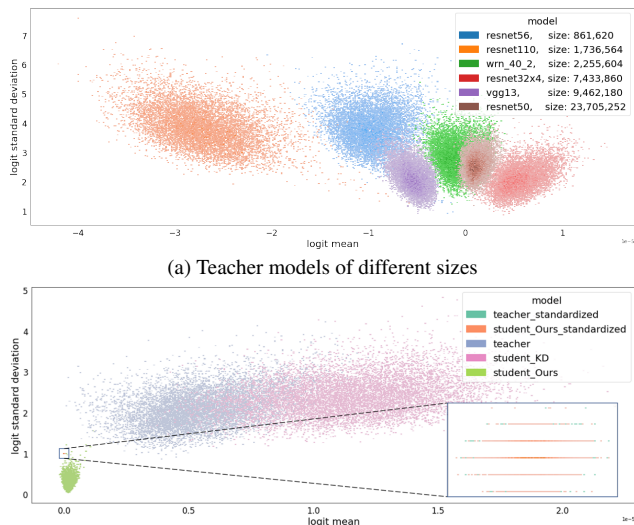 model
resnet56, size: 861,620
resnet110, size: 1,736,564
wrn_40_2, size: 2,255,604
resnet32x4, size: 7,433,860
vgg13, size: 9,462,180
resnet50, size: 23,705,252
logit standard deviation
7
6
5
4
3
2
1
−4 −3 −2 −1 0 1
logit mean
(a) Teacher models of different sizes
model
teacher_standardized
student_Ours_standardized
teacher
student_KD
student_Ours
logit standard deviation
5
4
3
2
1
0
0.0 0.5 1.0 1.5 2.0
logit mean